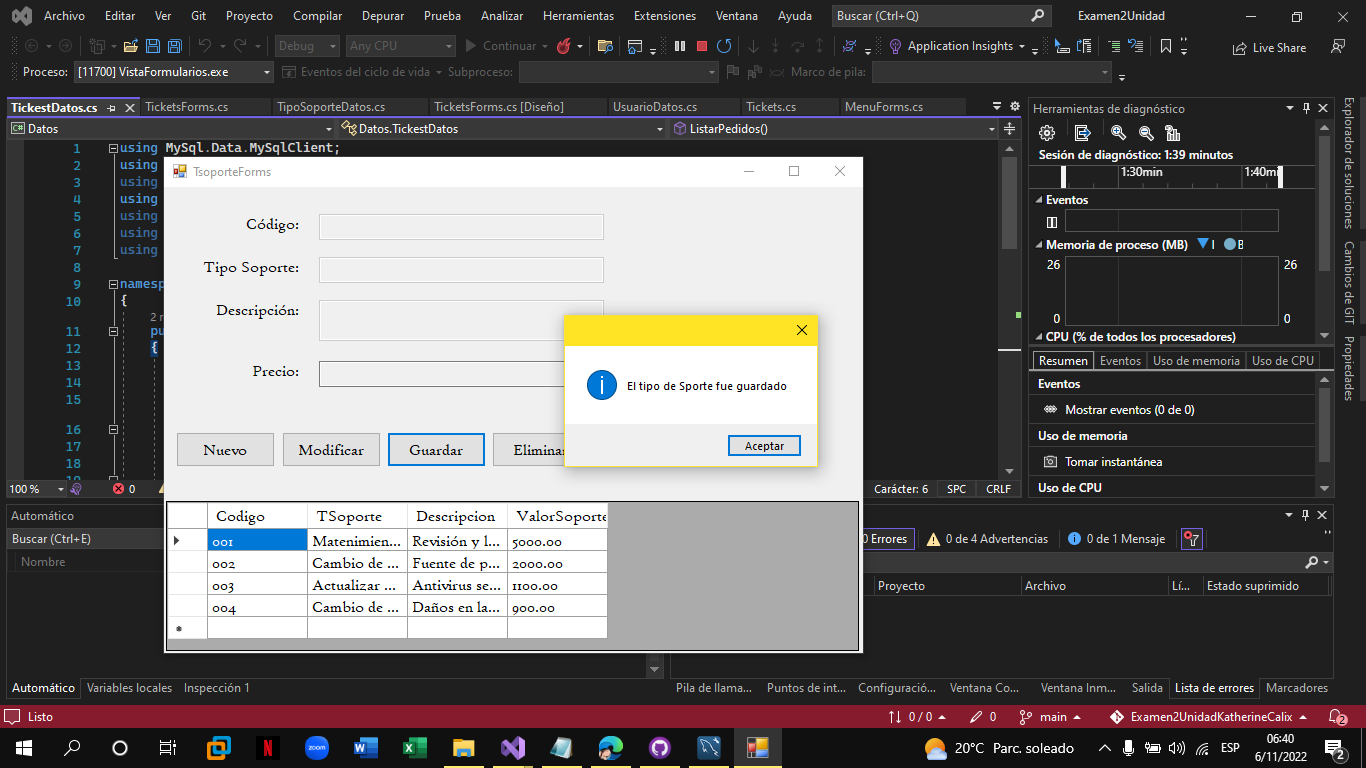 Archivo Editar Ver Git Proyecto Compilar Depurar Prueba Analizar Herramientas Extensiones Ventana Ayuda Buscar (Ctrl+Q) Examen2Unidad
Debug Any CPU Continuar Application Insights Live Share
Proceso: [11700] VistaFormularios.exe Eventos del ciclo de vida Subproceso: Marco de pila:
TickestDatos.cs TicketsForms.cs TipoSoporteDatos.cs TicketsForms.cs [Diseño] UsuarioDatos.cs Tickets.cs MenuForms.cs
Datos Datos.TickestDatos ListarPedidos()
1 using MySql.Data.MySqlClient;
2 using
3 using
4 using
5 using
6 using
7 using
8
9 namesp
10 {
2 r
11 pu
12 {
13
14
15
16
17
18
100 % 0 Carácter: 6 SPC CRLF
TsoporteForms
Código:
Tipo Soporte:
Descripción:
Precio:
Nuevo Modificar Guardar Eliminar
El tipo de Sporte fue guardado
Aceptar
Codigo TSoporte Descripcion ValorSoporte
001 Matenimien... Revisión y l... 5000.00
002 Cambio de ... Fuente de p... 2000.00
003 Actualizar ... Antivirus se... 1100.00
004 Cambio de ... Daños en la... 900.00
Herramientas de diagnóstico
Sesión de diagnóstico: 1:39 minutos
1:30min 1:40mi
Eventos
Memoria de proceso (MB) I B
26 26
0 0
CPU (% de todos los procesadores)
Resumen Eventos Uso de memoria Uso de CPU
Eventos
Mostrar eventos (0 de 0)
Uso de memoria
Tomar instantánea
Uso de CPU
Explorador de soluciones
Cambios de GIT
Propiedades
Automático
Buscar (Ctrl+E)
Nombre
0 Errores 0 de 4 Advertencias 0 de 1 Mensaje
Proyecto Archivo Lí... Estado suprimido
Automático Variables locales Inspección 1
Pila de llama... Puntos de int... Configuració... Ventana Co... Ventana Inm... Salida Lista de errores Marcadores
Listo 0 / 0 0 main Examen2UnidadKatherineCalix 2
zoom 20°C Parc. soleado ESP 06:40
6/11/2022 2